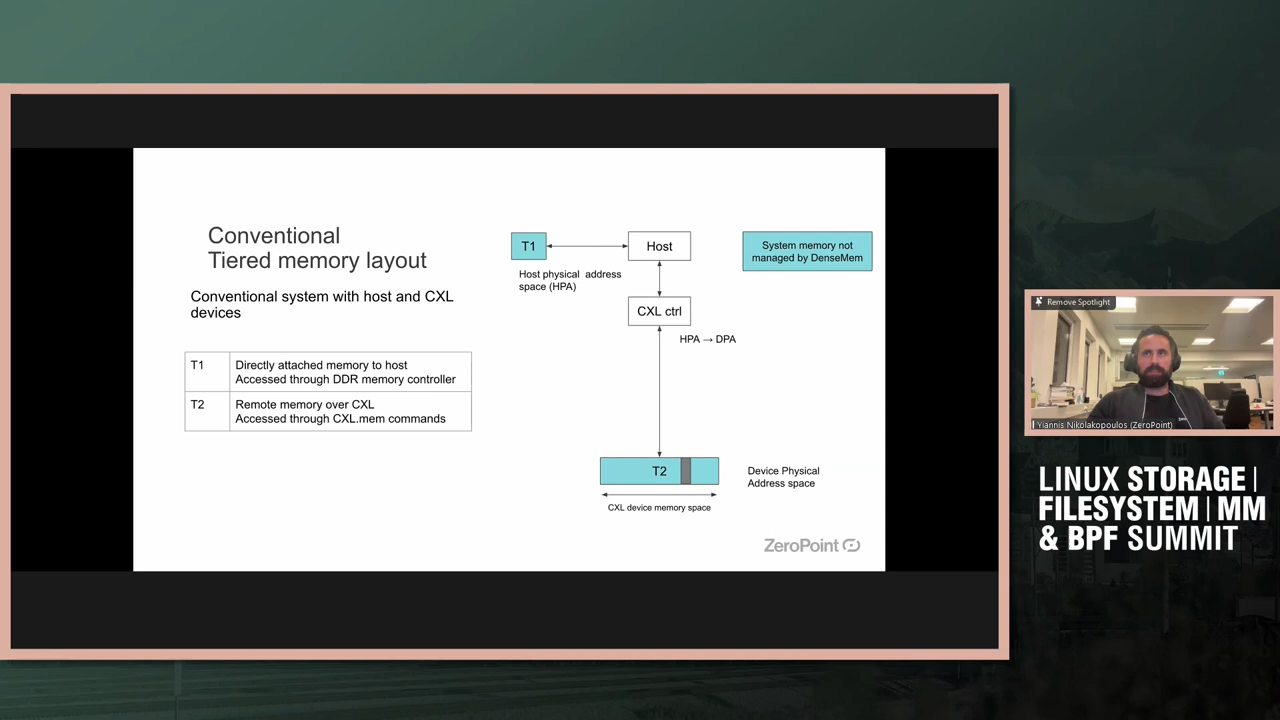 Conventional
Tiered memory layout
Conventional system with host and CXL
devices
T1
Directly attached memory to host
Accessed through DDR memory controller
T2
Remote memory over CXL
Accessed through CXL.mem commands
T1
Host
Host physical address
space (HPA)
CXL ctrl
HPA → DPA
T2
CXL device memory space
Device Physical
Address space
System memory not
managed by DenseMem
ZeroPoint
Remove Spotlight
Yiannis Nikolakopoulos (ZeroPoint)
LINUX STORAGE |
FILESYSTEM | MM
& BPF SUMMIT